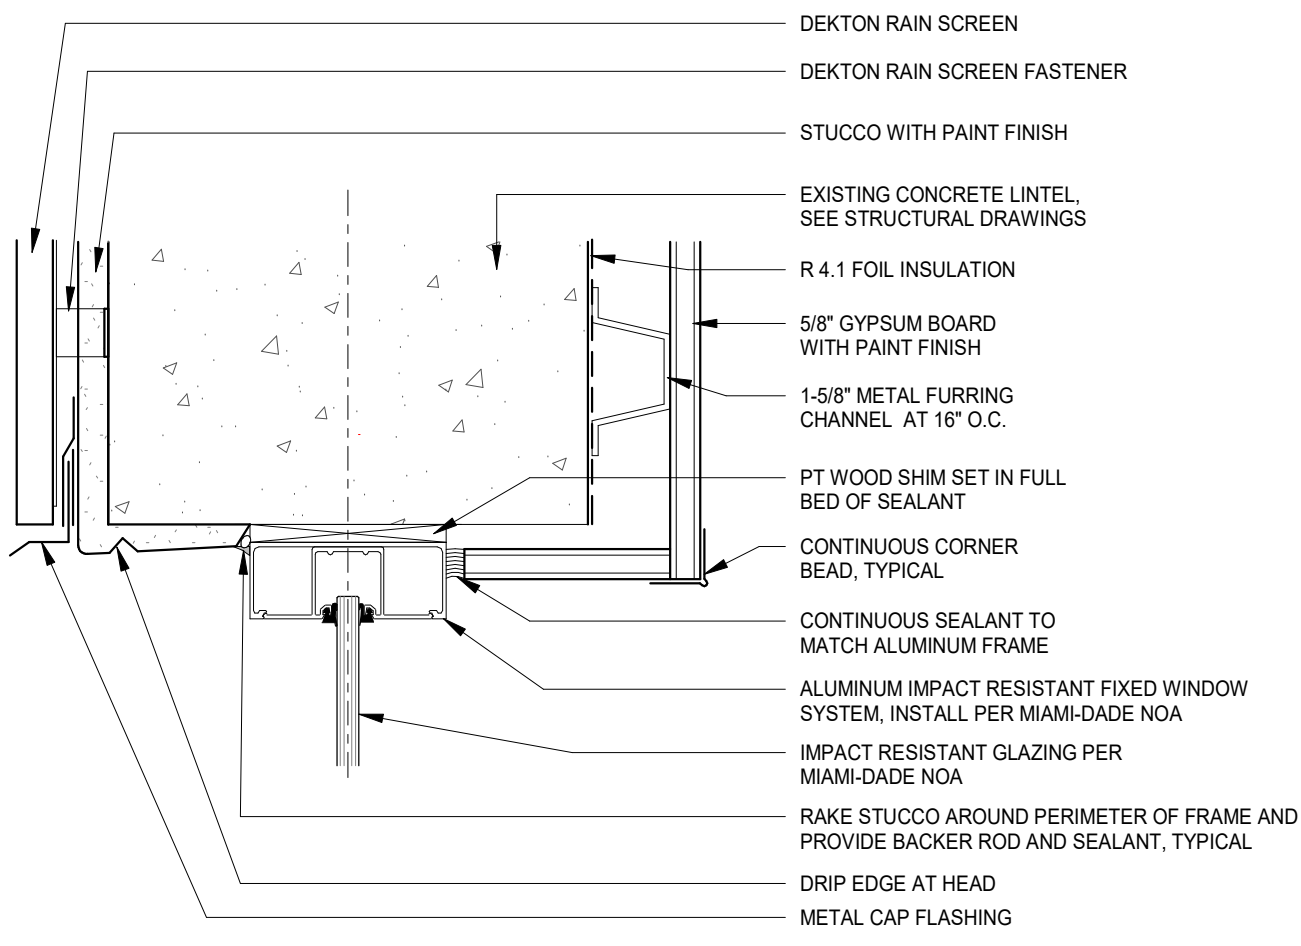 DEKTON RAIN SCREEN
DEKTON RAIN SCREEN FASTENER
STUCCO WITH PAINT FINISH
EXISTING CONCRETE LINTEL,
SEE STRUCTURAL DRAWINGS
R 4.1 FOIL INSULATION
5/8" GYPSUM BOARD
WITH PAINT FINISH
1-5/8" METAL FURRING
CHANNEL AT 16" O.C.
PT WOOD SHIM SET IN FULL
BED OF SEALANT
CONTINUOUS CORNER
BEAD, TYPICAL
CONTINUOUS SEALANT TO
MATCH ALUMINUM FRAME
ALUMINUM IMPACT RESISTANT FIXED WINDOW
SYSTEM, INSTALL PER MIAMI-DADE NOA
IMPACT RESISTANT GLAZING PER
MIAMI-DADE NOA
RAKE STUCCO AROUND PERIMETER OF FRAME AND
PROVIDE BACKER ROD AND SEALANT, TYPICAL
DRIP EDGE AT HEAD
METAL CAP FLASHING